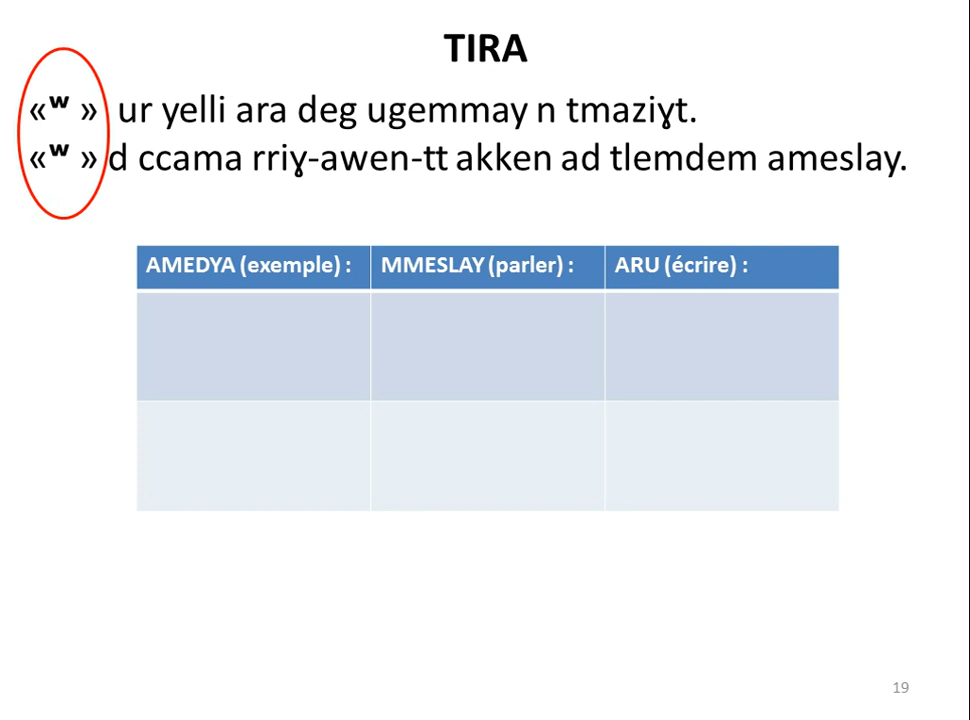 TIRA
«ʷ » ur yelli ara deg ugemmay n tmaziɣt.
«ʷ » d ccama rriɣ-awen-tt akken ad tlemdem ameslay.
AMEDYA (exemple) : MMESLAY (parler) : ARU (écrire) :
19